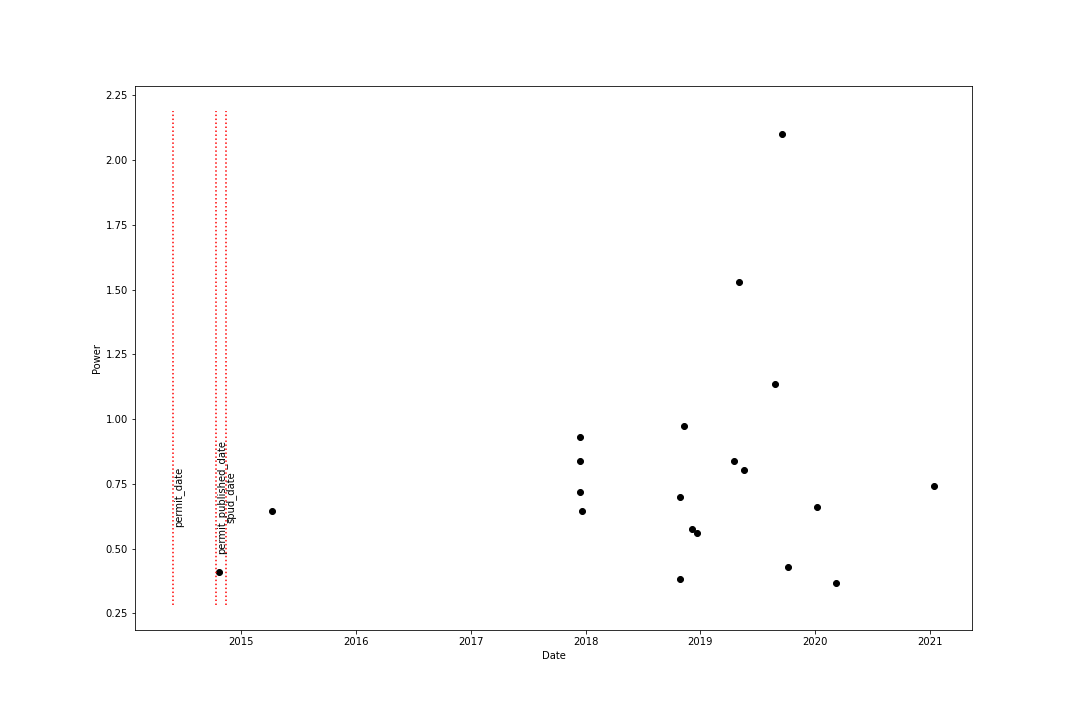 2.25
2.00
1.75
1.50
1.25
1.00
0.75
0.50
0.25
Power
permit_date
permit_published_date
spud_date
2015 2016 2017 2018 2019 2020 2021
Date